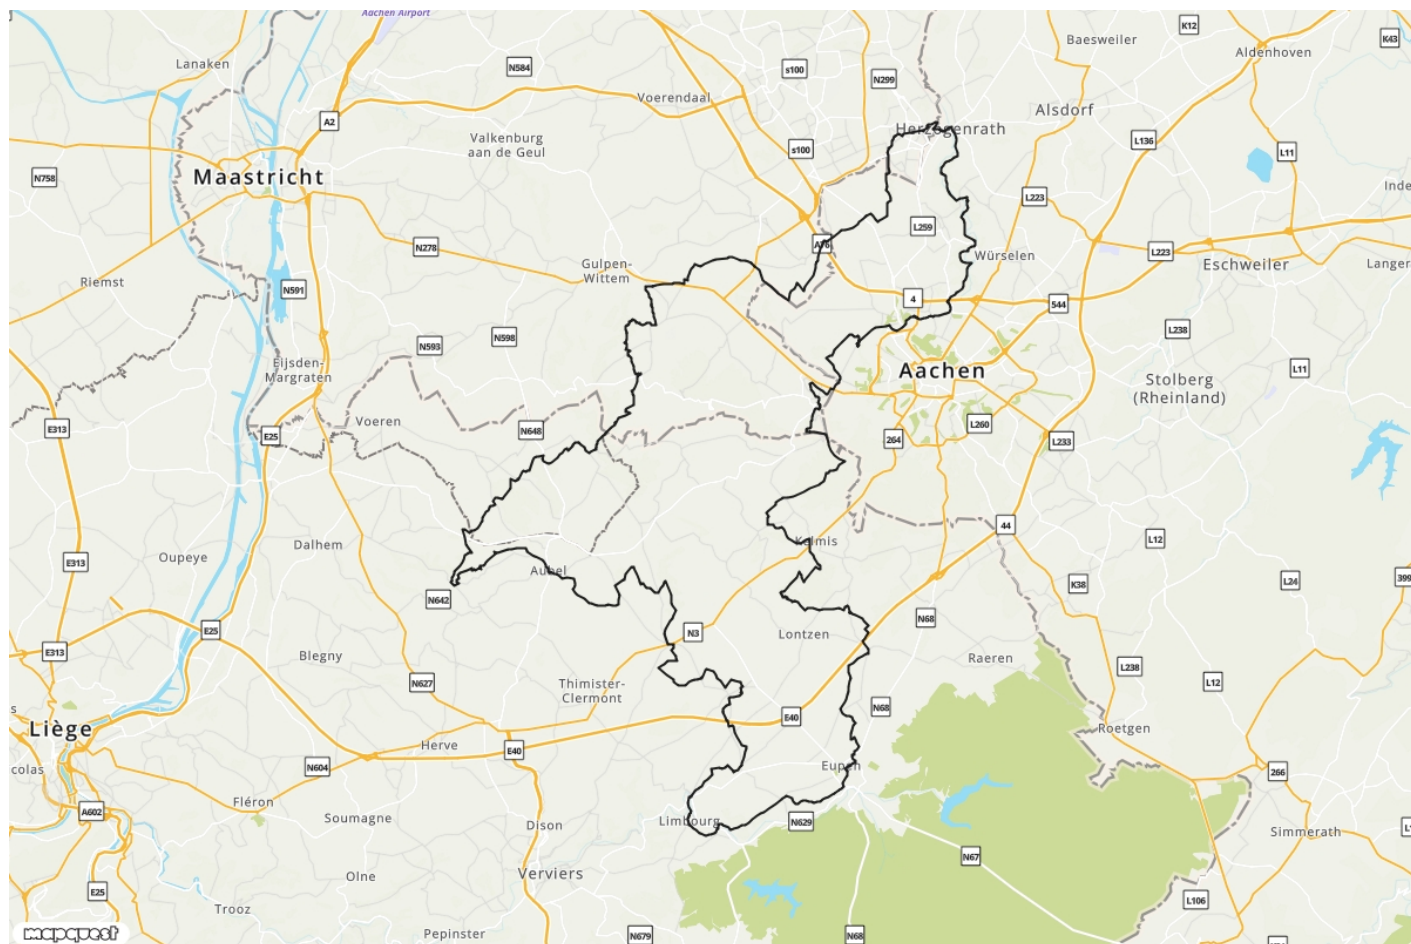 Aachen Airport
K12
Baesweiler
K43
Aldenhoven
Lanaken
N584
s100
N299
Voerendaal
Alsdorf
A2
Herzogenrath
Valkenburg
aan de Geul
s100
L136
L11
N758
Maastricht
L223
Inde
L259
N278
A76
Würselen
L223
Gulpen-
Wittem
Eschweiler
Langer
Riemst
N591
4
544
N598
N593
L238
Eijsden-
Margraten
Aachen
L11
Stolberg
(Rheinland)
Voeren
E313
N648
E25
264
L260
L233
44
Kelmis
L12
Dalhem
Oupeye
E313
Aubel
K38
L24
399
N642
N68
E25
N3
Lontzen
E313
Blegny
Raeren
L238
N627
Thimister-
Clermont
L12
s
N68
E40
Liège
Roetgen
Herve
E40
colas
N604
Eupen
266
Fléron
A602
Soumagne
Dison
Limbourg
N629
Simmerath
N67
Olne
Verviers
E25
L106
Trooz
mapquest
Pepinster
N679
N68